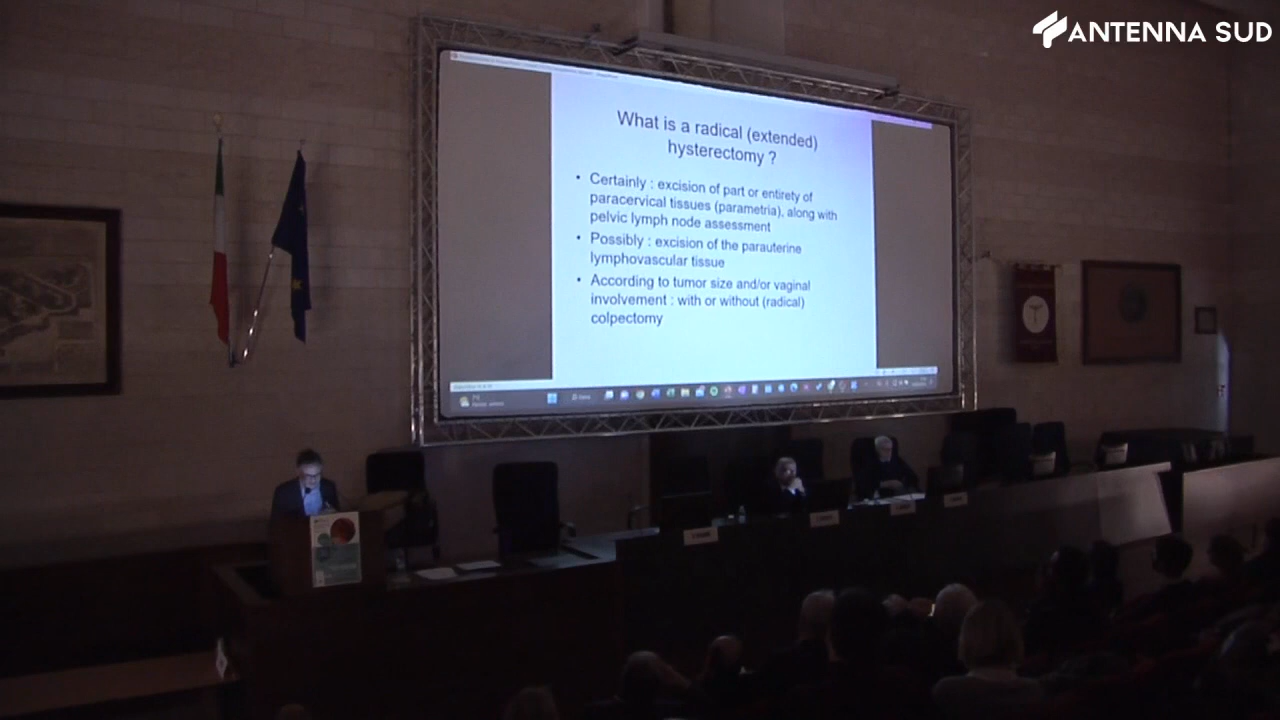 ANTENNA SUD
What is a radical (extended)
hysterectomy ?
• Certainly : excision of part or entirety of
paracervical tissues (parametria), along with
pelvic lymph node assessment
• Possibly : excision of the parauterine
lymphovascular tissue
• According to tumor size and/or vaginal
involvement : with or without (radical)
colpectomy